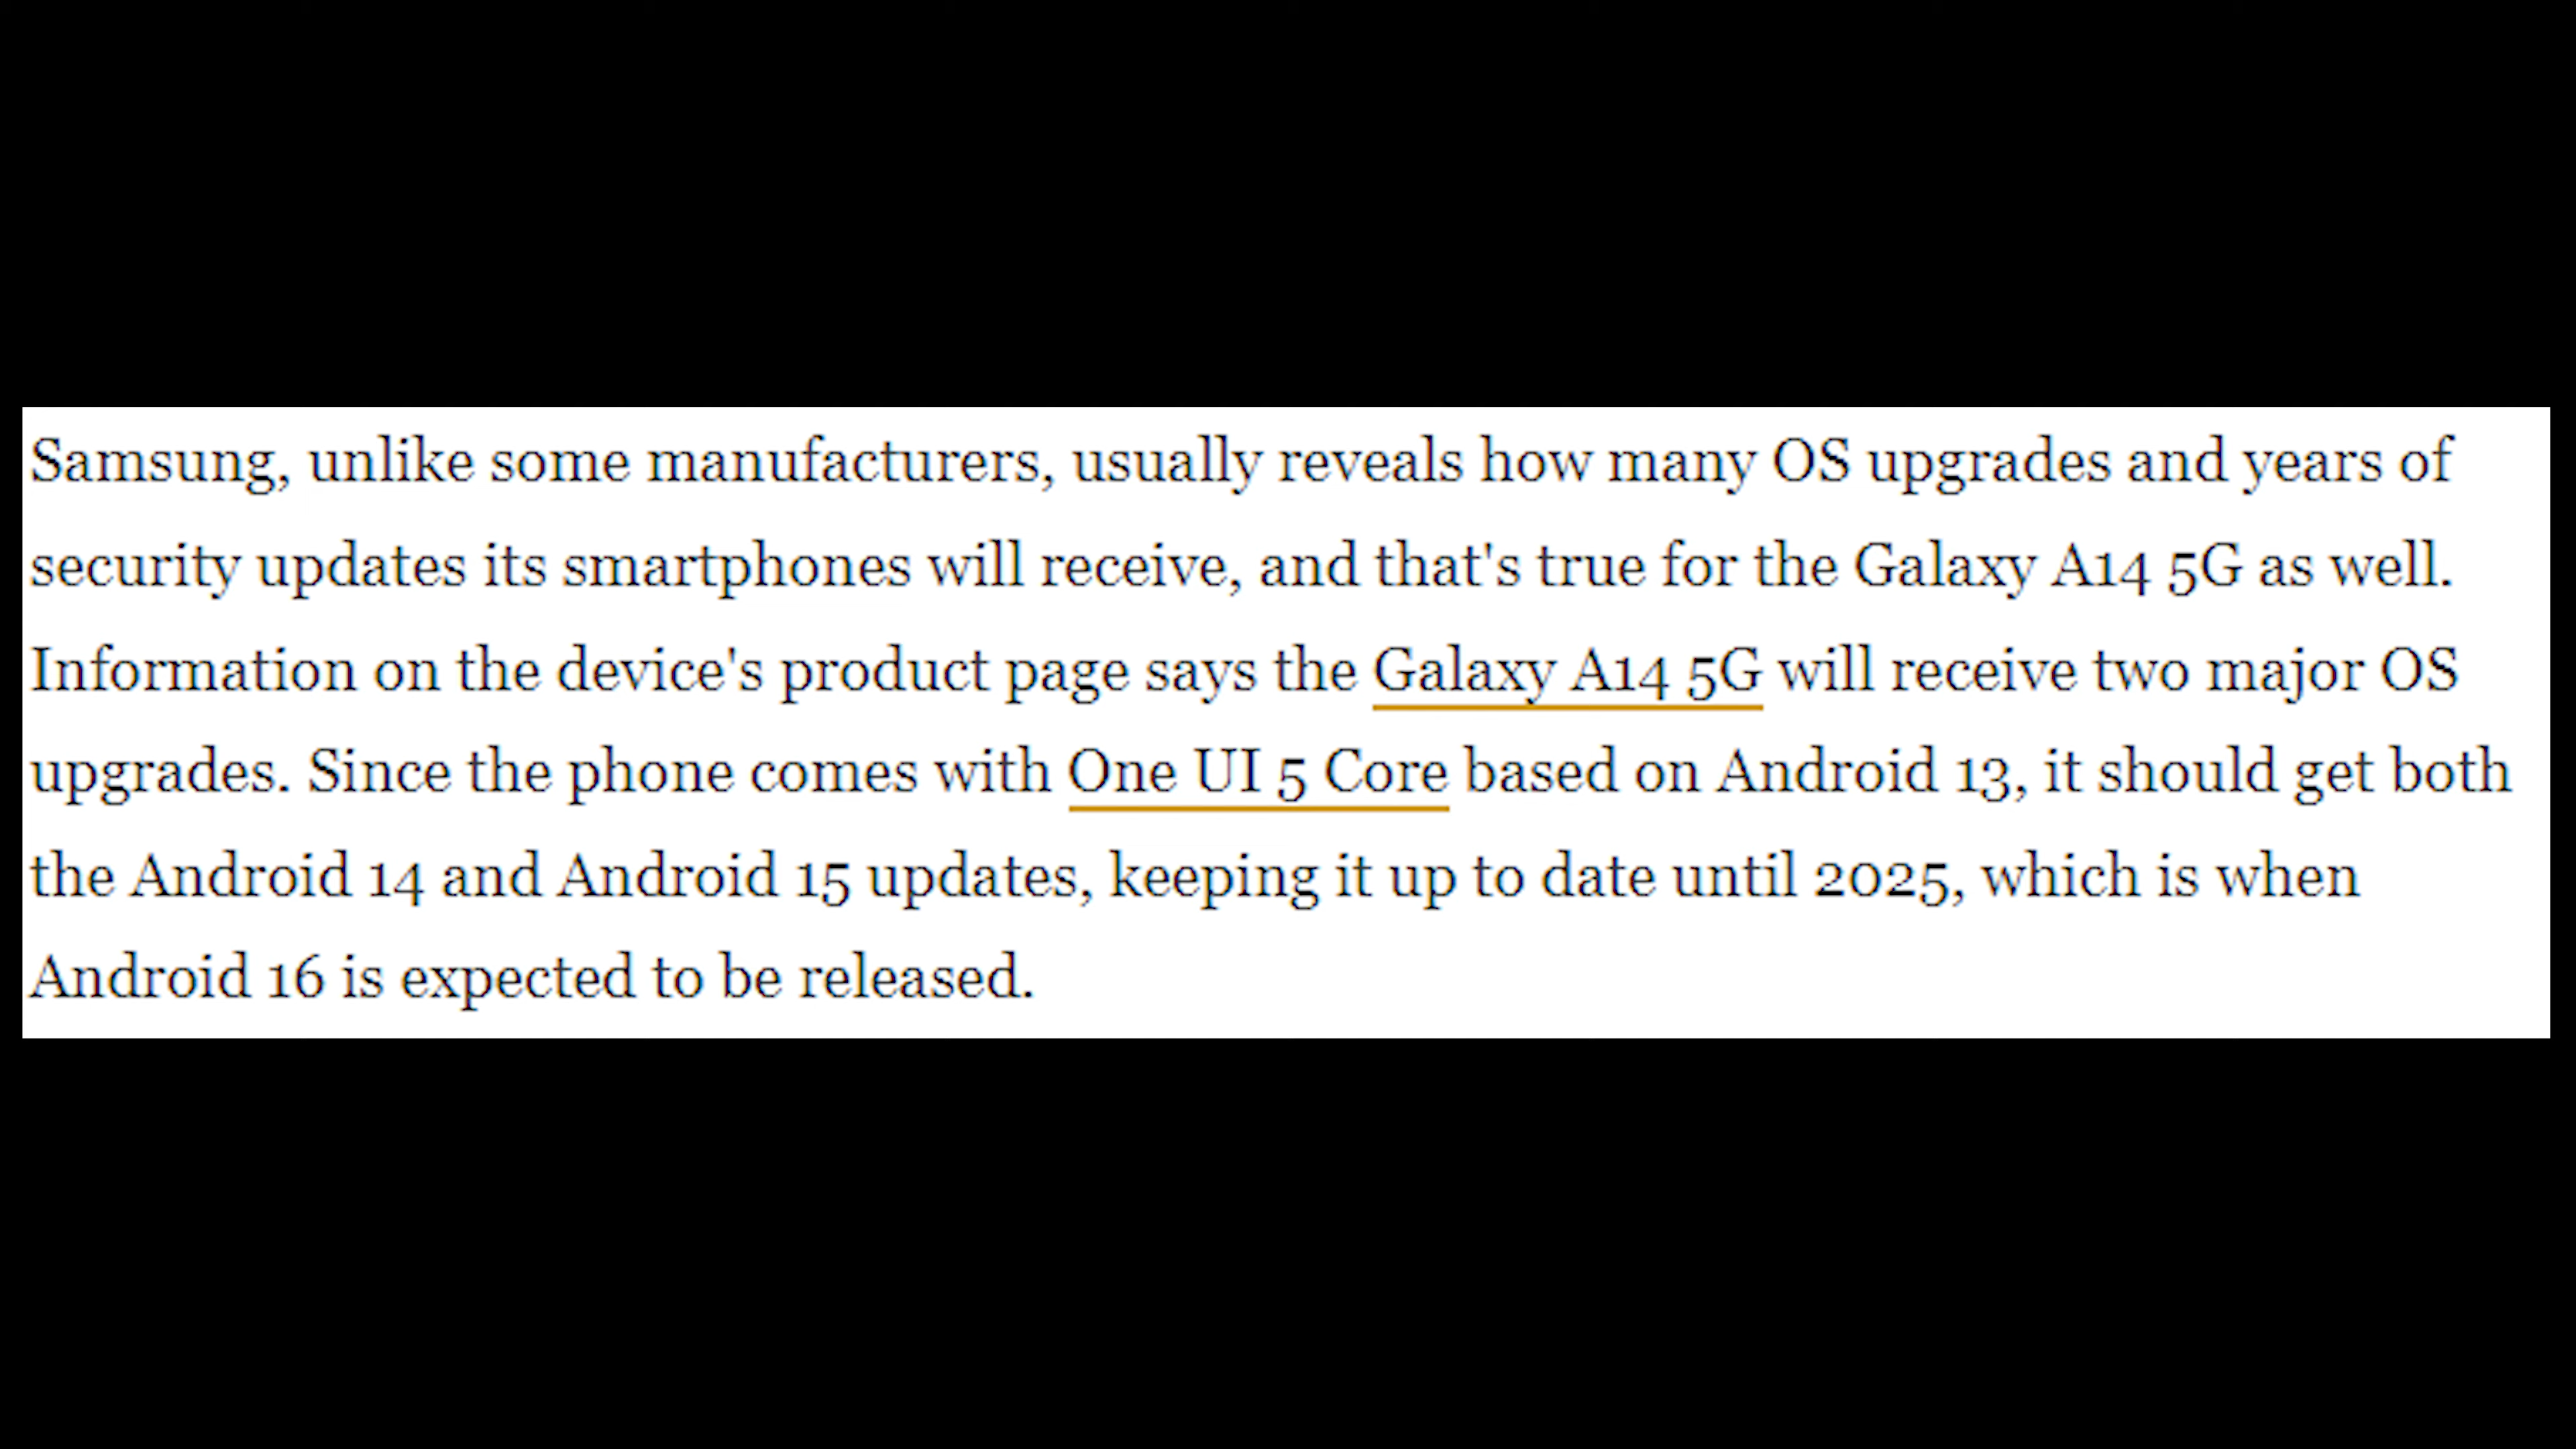 Samsung, unlike some manufacturers, usually reveals how many OS upgrades and years of
security updates its smartphones will receive, and that's true for the Galaxy A14 5G as well.
Information on the device's product page says the Galaxy A14 5G will receive two major OS
upgrades. Since the phone comes with One UI 5 Core based on Android 13, it should get both
the Android 14 and Android 15 updates, keeping it up to date until 2025, which is when
Android 16 is expected to be released.